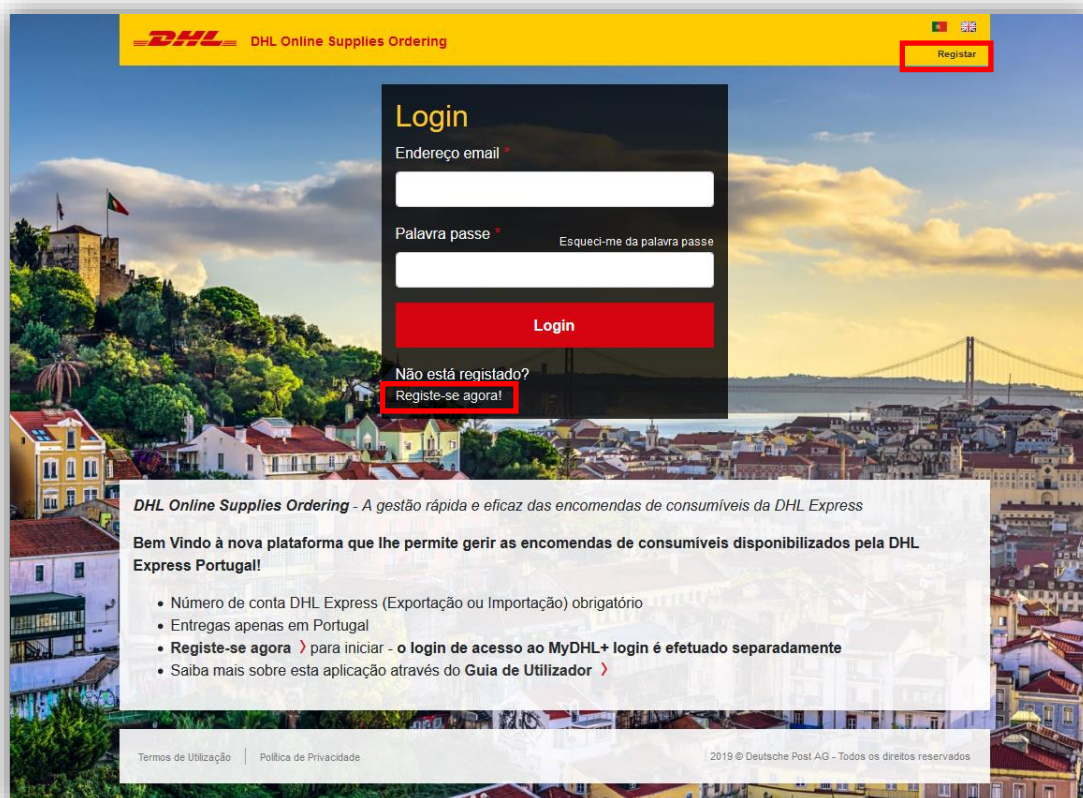 DHL DHL Online Supplies Ordering
Registar
Login
Endereço email *
Palavra passe *
Esqueci-me da palavra passe
Login
Não está registado?
Registe-se agora!
DHL Online Supplies Ordering - A gestão rápida e eficaz das encomendas de consumíveis da DHL Express
Bem Vindo à nova plataforma que lhe permite gerir as encomendas de consumíveis disponibilizados pela DHL
Express Portugal!
• Número de conta DHL Express (Exportação ou Importação) obrigatório
• Entregas apenas em Portugal
• Registe-se agora 〉 para iniciar - o login de acesso ao MyDHL+ login é efetuado separadamente
• Saiba mais sobre esta aplicação através do Guia de Utilizador 〉
Termos de Utilização | Política de Privacidade
2019 © Deutsche Post AG - Todos os direitos reservados